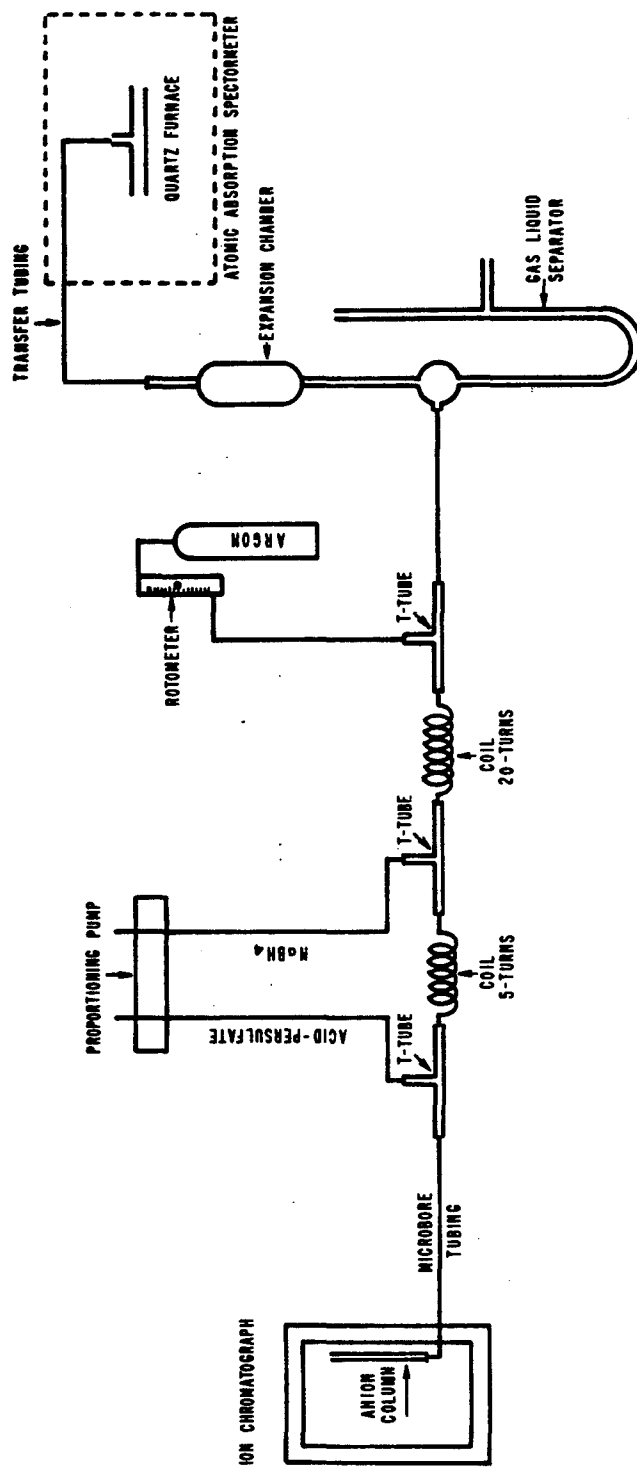 ION CHROMATOGRAPH
ANION
COLUMN
MICROBORE
TUBING
PROPORTIONING PUMP
ACID-PERSULFATE
NaBH4
T-TUBE
COIL
5-TURNS
T-TUBE
COIL
20-TURNS
T-TUBE
ROTOMETER
ARGON
TRANSFER TUBING
EXPANSION CHAMBER
GAS LIQUID
SEPARATOR
QUARTZ FURNACE
ATOMIC ABSORPTION SPECTORMETER